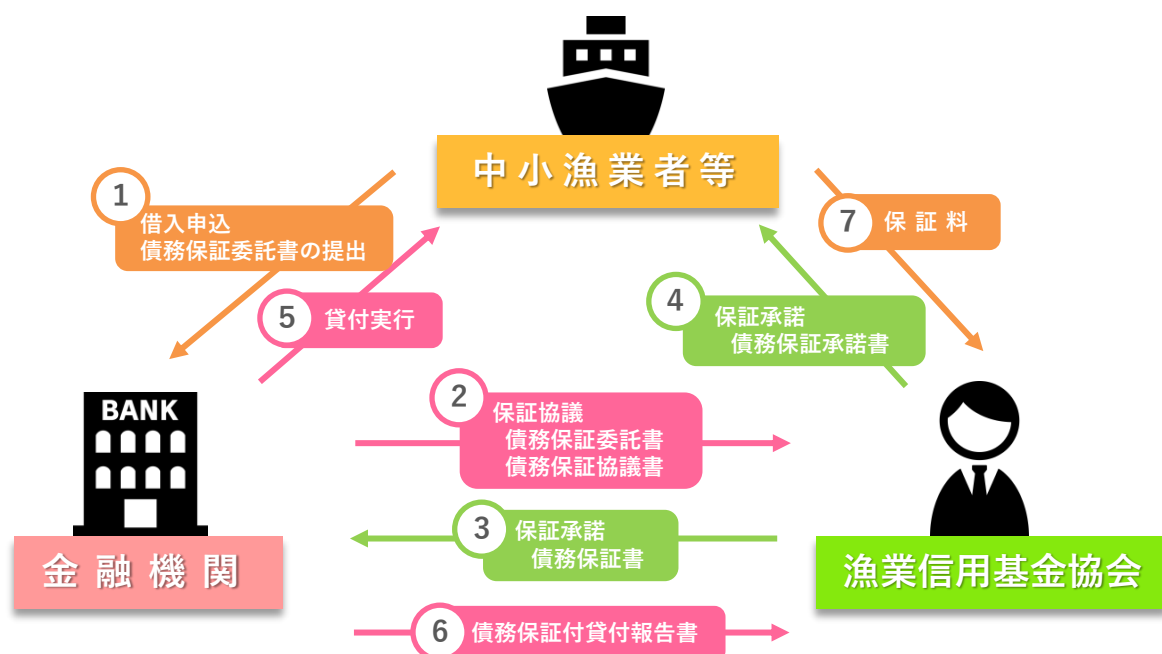 中小漁業者等
1
借入申込
債務保証委託書の提出
7
保証料
4
保証承諾
債務保証承諾書
5
貸付実行
BANK
2
保証協議
債務保証委託書
債務保証協議書
3
保証承諾
債務保証書
金融機関
漁業信用基金協会
6
債務保証付貸付報告書